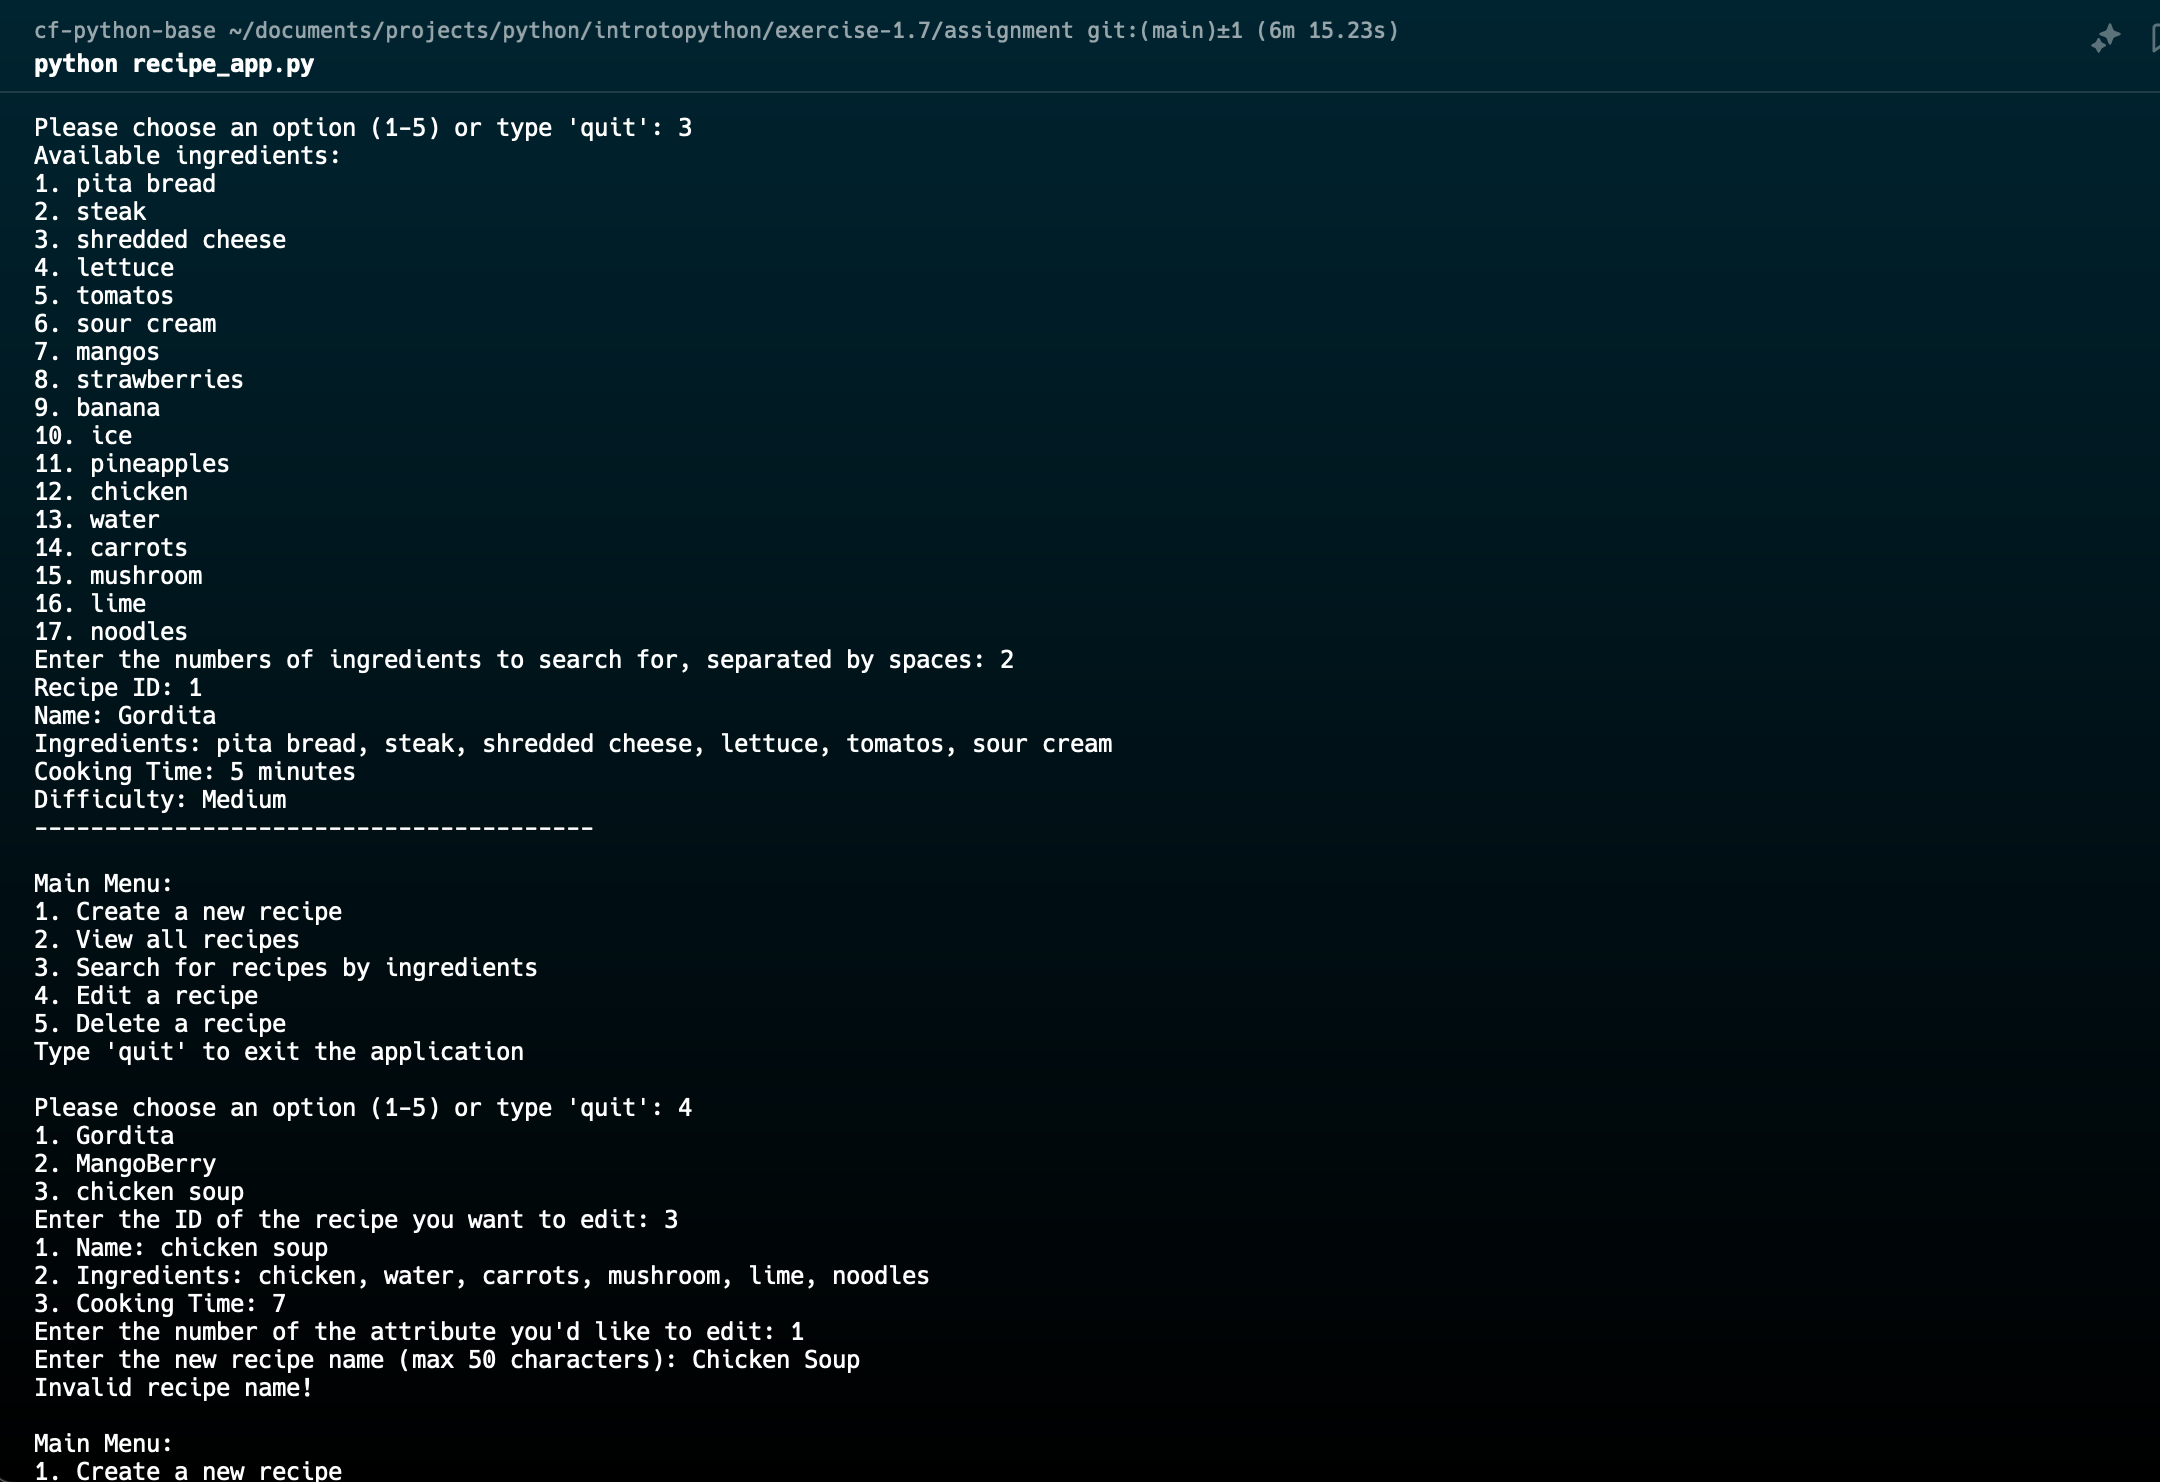 cf-python-base ~/documents/projects/python/introtopython/exercise-1.7/assignment git:(main)±1 (6m 15.23s)
python recipe_app.py
Please choose an option (1-5) or type 'quit': 3
Available ingredients:
1. pita bread
2. steak
3. shredded cheese
4. lettuce
5. tomatos
6. sour cream
7. mangos
8. strawberries
9. banana
10. ice
11. pineapples
12. chicken
13. water
14. carrots
15. mushroom
16. lime
17. noodles
Enter the numbers of ingredients to search for, separated by spaces: 2
Recipe ID: 1
Name: Gordita
Ingredients: pita bread, steak, shredded cheese, lettuce, tomatos, sour cream
Cooking Time: 5 minutes
Difficulty: Medium
----------------------------------------
Main Menu:
1. Create a new recipe
2. View all recipes
3. Search for recipes by ingredients
4. Edit a recipe
5. Delete a recipe
Type 'quit' to exit the application
Please choose an option (1-5) or type 'quit': 4
1. Gordita
2. MangoBerry
3. chicken soup
Enter the ID of the recipe you want to edit: 3
1. Name: chicken soup
2. Ingredients: chicken, water, carrots, mushroom, lime, noodles
3. Cooking Time: 7
Enter the number of the attribute you'd like to edit: 1
Enter the new recipe name (max 50 characters): Chicken Soup
Invalid recipe name!
Main Menu:
1. Create a new recipe